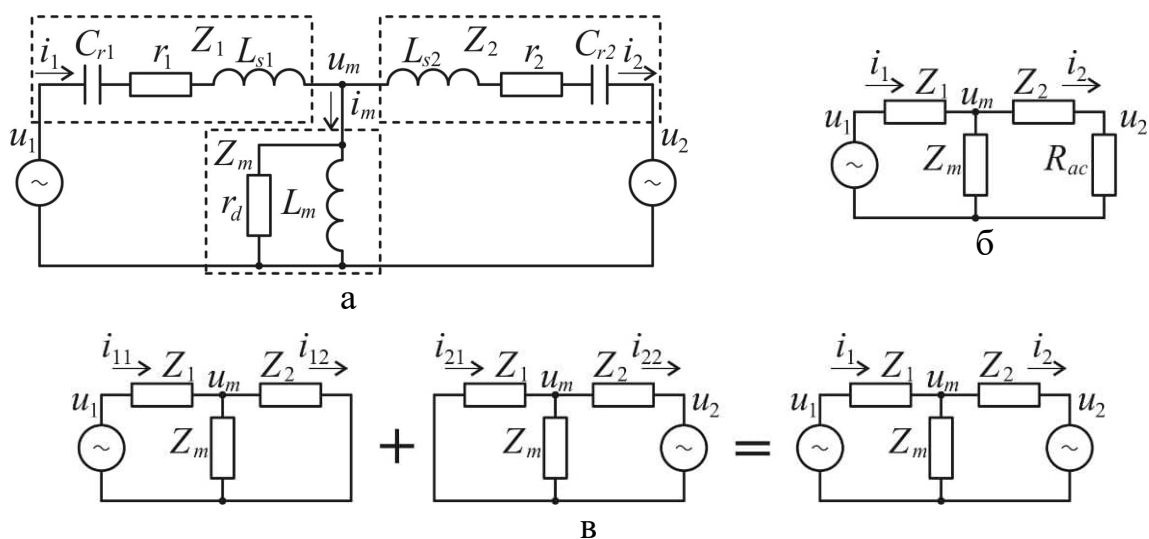 i1 Cr1 r1 Z1 Ls1 um Ls2 Z2 r2 Cr2 i2
im
u1 Zm rd Lm u2
~ ~
а
i1 Z1 um Z2 i2
u1 Zm Rac u2
~
б
i11 Z1 um Z2 i12
u1 Zm
~
+
i21 Z1 um Z2 i22
Zm u2
~
=
i1 Z1 um Z2 i2
u1 Zm u2
~ ~
в